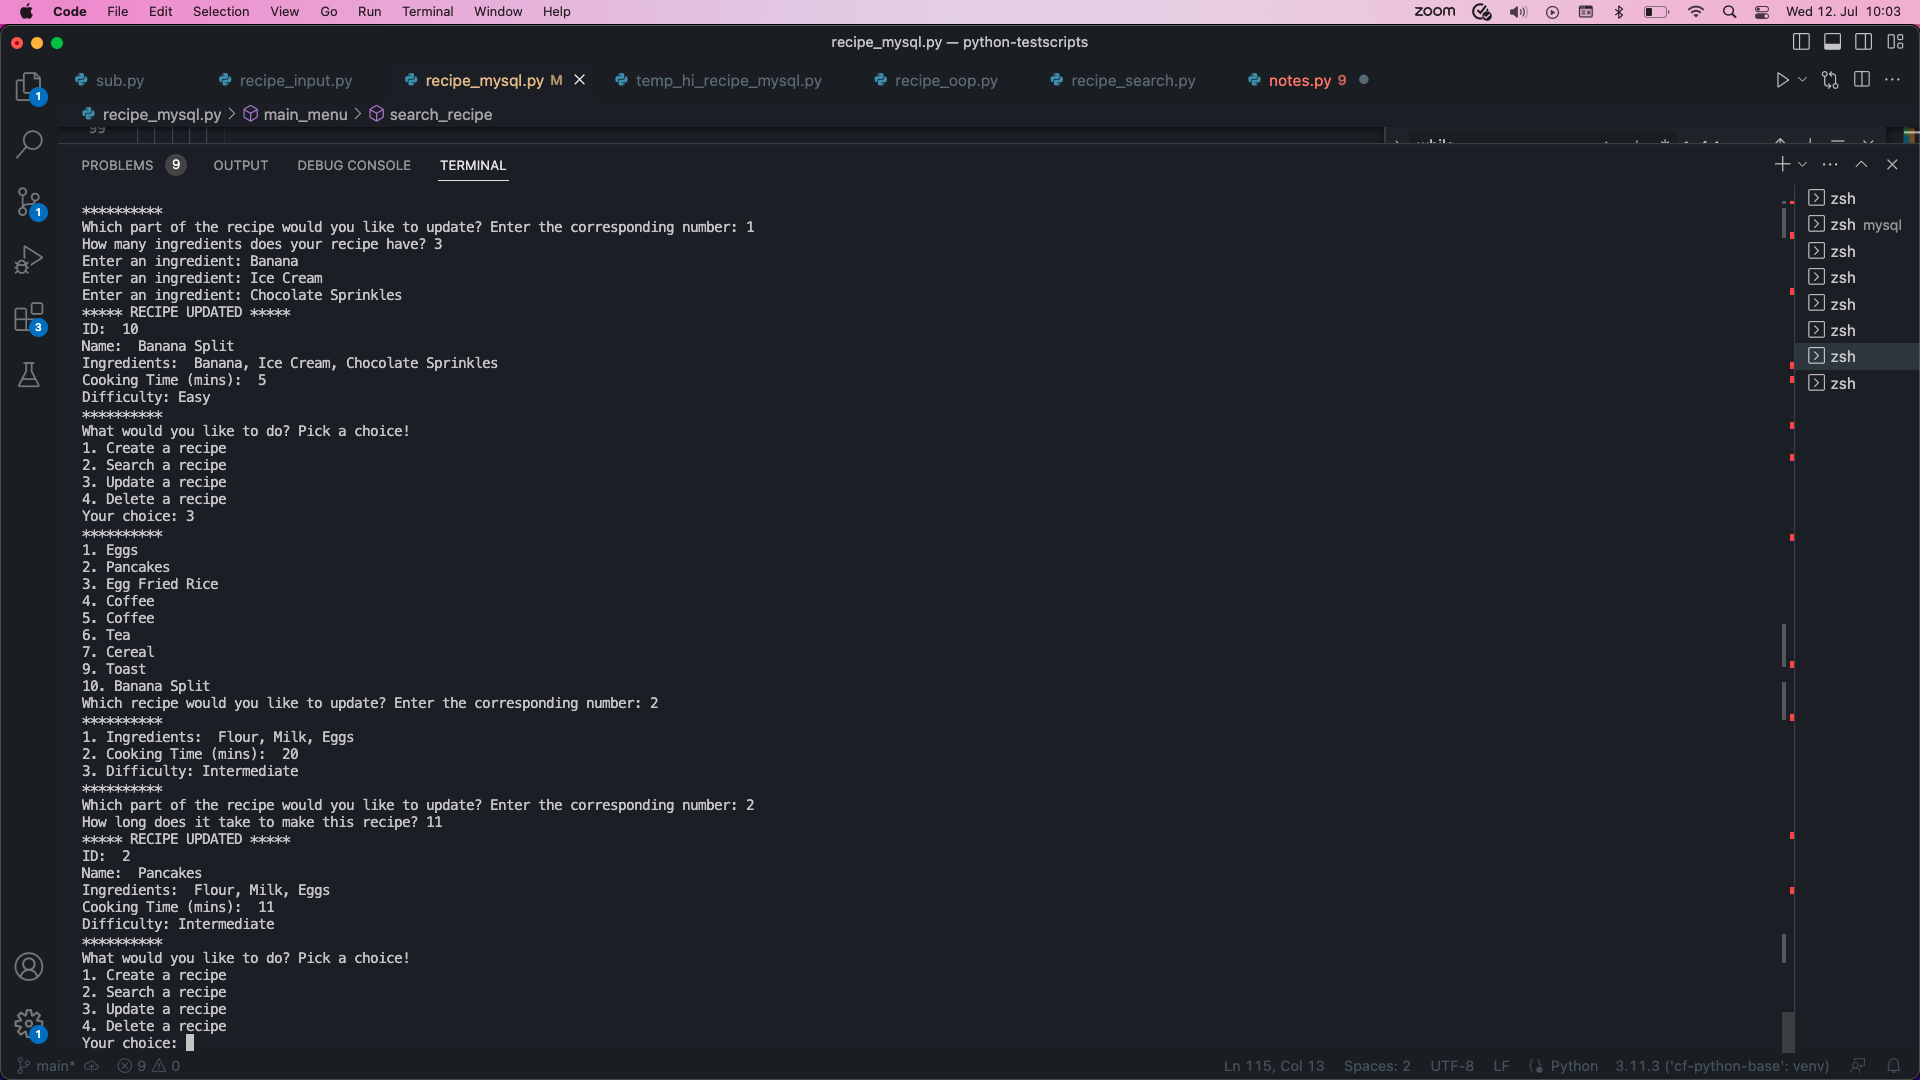 Code File Edit Selection View Go Run Terminal Window Help zoom Wed 12. Jul 10:03
recipe_mysql.py — python-testscripts
sub.py recipe_input.py recipe_mysql.py M temp_hi_recipe_mysql.py recipe_oop.py recipe_search.py notes.py 9
recipe_mysql.py > main_menu > search_recipe
99
while
PROBLEMS 9 OUTPUT DEBUG CONSOLE TERMINAL
**********
Which part of the recipe would you like to update? Enter the corresponding number: 1
How many ingredients does your recipe have? 3
Enter an ingredient: Banana
Enter an ingredient: Ice Cream
Enter an ingredient: Chocolate Sprinkles
***** RECIPE UPDATED *****
ID:  10
Name:  Banana Split
Ingredients:  Banana, Ice Cream, Chocolate Sprinkles
Cooking Time (mins):  5
Difficulty: Easy
**********
What would you like to do? Pick a choice!
1. Create a recipe
2. Search a recipe
3. Update a recipe
4. Delete a recipe
Your choice: 3
**********
1. Eggs
2. Pancakes
3. Egg Fried Rice
4. Coffee
5. Coffee
6. Tea
7. Cereal
9. Toast
10. Banana Split
Which recipe would you like to update? Enter the corresponding number: 2
**********
1. Ingredients:  Flour, Milk, Eggs
2. Cooking Time (mins):  20
3. Difficulty: Intermediate
**********
Which part of the recipe would you like to update? Enter the corresponding number: 2
How long does it take to make this recipe? 11
***** RECIPE UPDATED *****
ID:  2
Name:  Pancakes
Ingredients:  Flour, Milk, Eggs
Cooking Time (mins):  11
Difficulty: Intermediate
**********
What would you like to do? Pick a choice!
1. Create a recipe
2. Search a recipe
3. Update a recipe
4. Delete a recipe
Your choice:
zsh
zsh mysql
zsh
zsh
zsh
zsh
zsh
zsh
1
1
3
1
main* 9 0 Ln 115, Col 13 Spaces: 2 UTF-8 LF Python 3.11.3 ('cf-python-base': venv)